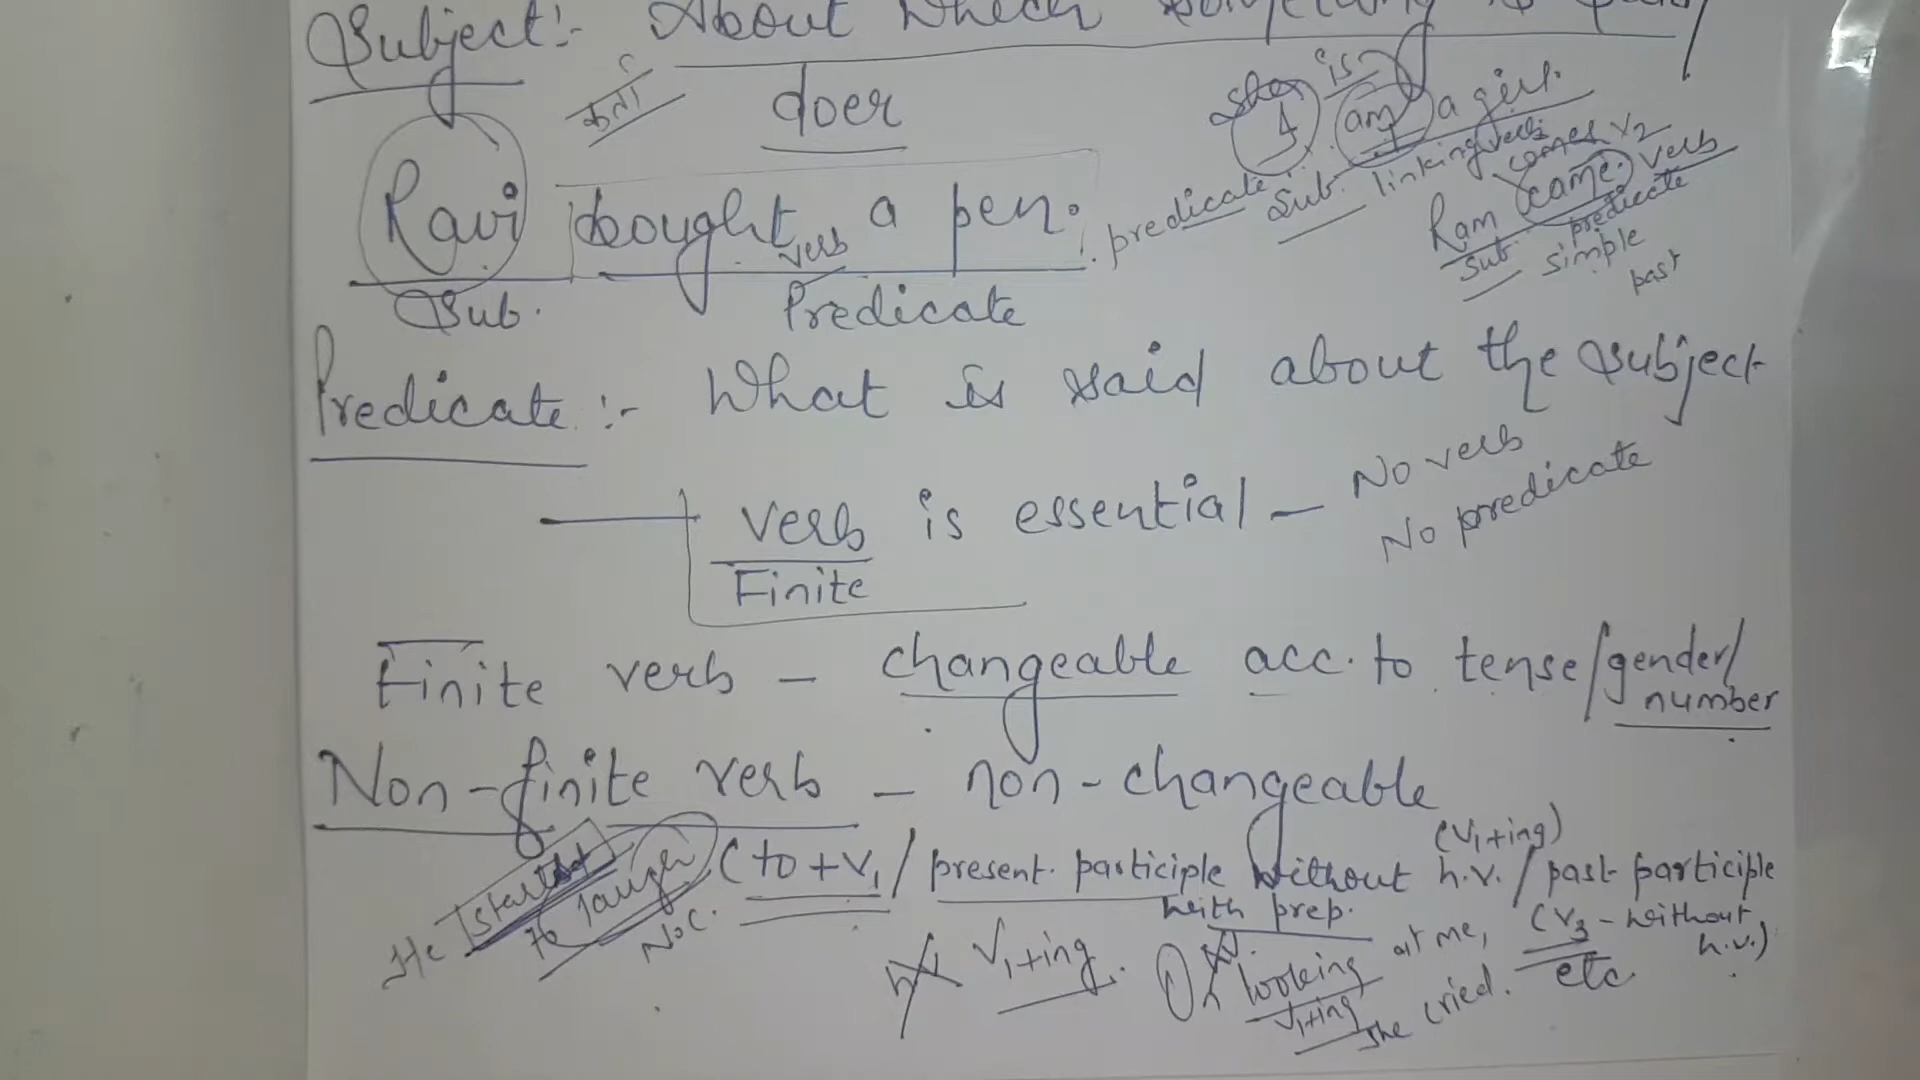 Subject :- About which something is said
कर्ता
doer
She is
I am a girl.
Sub. linking verb
predicate
Ravi bought a pen.
verb
Sub. Predicate
comes V2
Ram came. verb
Sub predicate
simple
past
Predicate :- What is said about the subject
verb is essential - No verb
No predicate
Finite
Finite verb - changeable acc. to tense/gender/
number
Non-finite verb - non-changeable
(V1+ing)
(to + V1 / present participle without h.v. / past participle
with prep. (V3 - without
h.v.)
etc
He started to laugh
No C.
h.v. V1+ing.
On looking at me,
V1+ing
she cried.